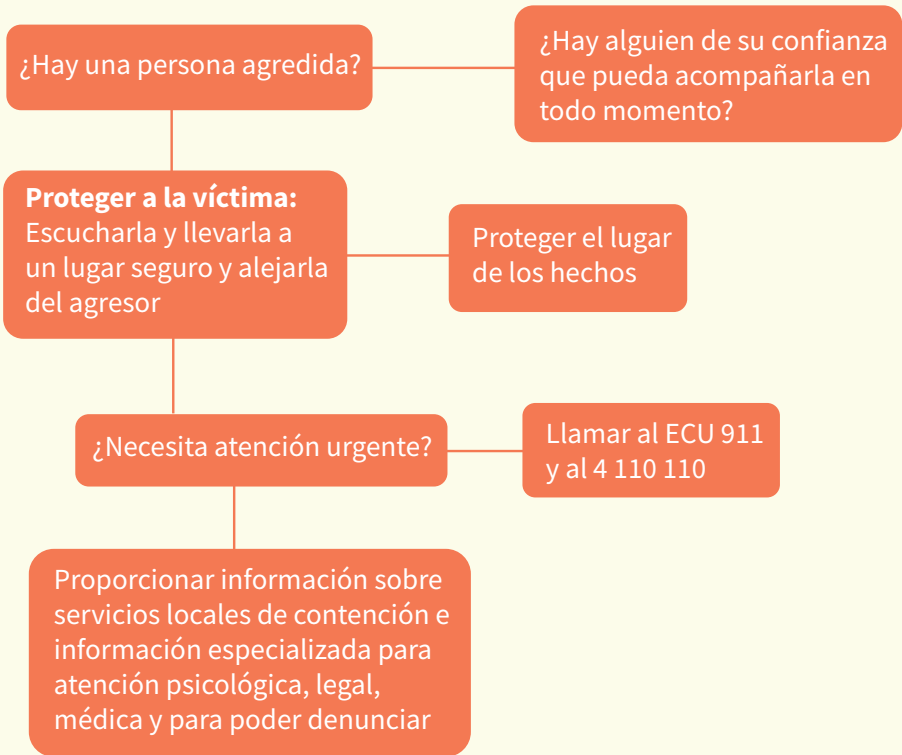 ¿Hay una persona agredida?
¿Hay alguien de su confianza
que pueda acompañarla en
todo momento?
Proteger a la víctima:
Escucharla y llevarla a
un lugar seguro y alejarla
del agresor
Proteger el lugar
de los hechos
¿Necesita atención urgente?
Llamar al ECU 911
y al 4 110 110
Proporcionar información sobre
servicios locales de contención e
información especializada para
atención psicológica, legal,
médica y para poder denunciar